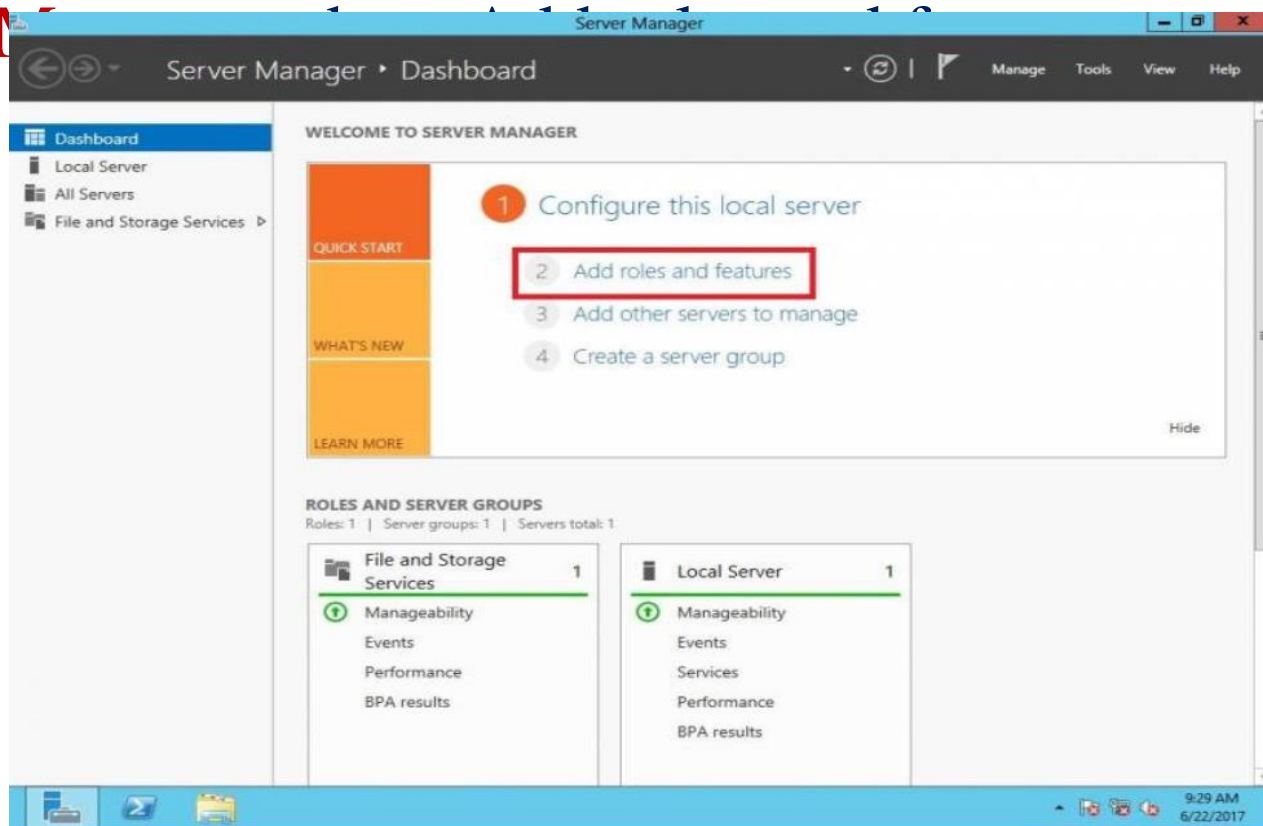 Server Manager
Server Manager • Dashboard
Manage Tools View Help
Dashboard
Local Server
All Servers
File and Storage Services
WELCOME TO SERVER MANAGER
QUICK START
WHAT'S NEW
LEARN MORE
1 Configure this local server
2 Add roles and features
3 Add other servers to manage
4 Create a server group
Hide
ROLES AND SERVER GROUPS
Roles: 1 | Server groups: 1 | Servers total: 1
File and Storage Services 1
Manageability
Events
Performance
BPA results
Local Server 1
Manageability
Events
Services
Performance
BPA results
9:29 AM
6/22/2017